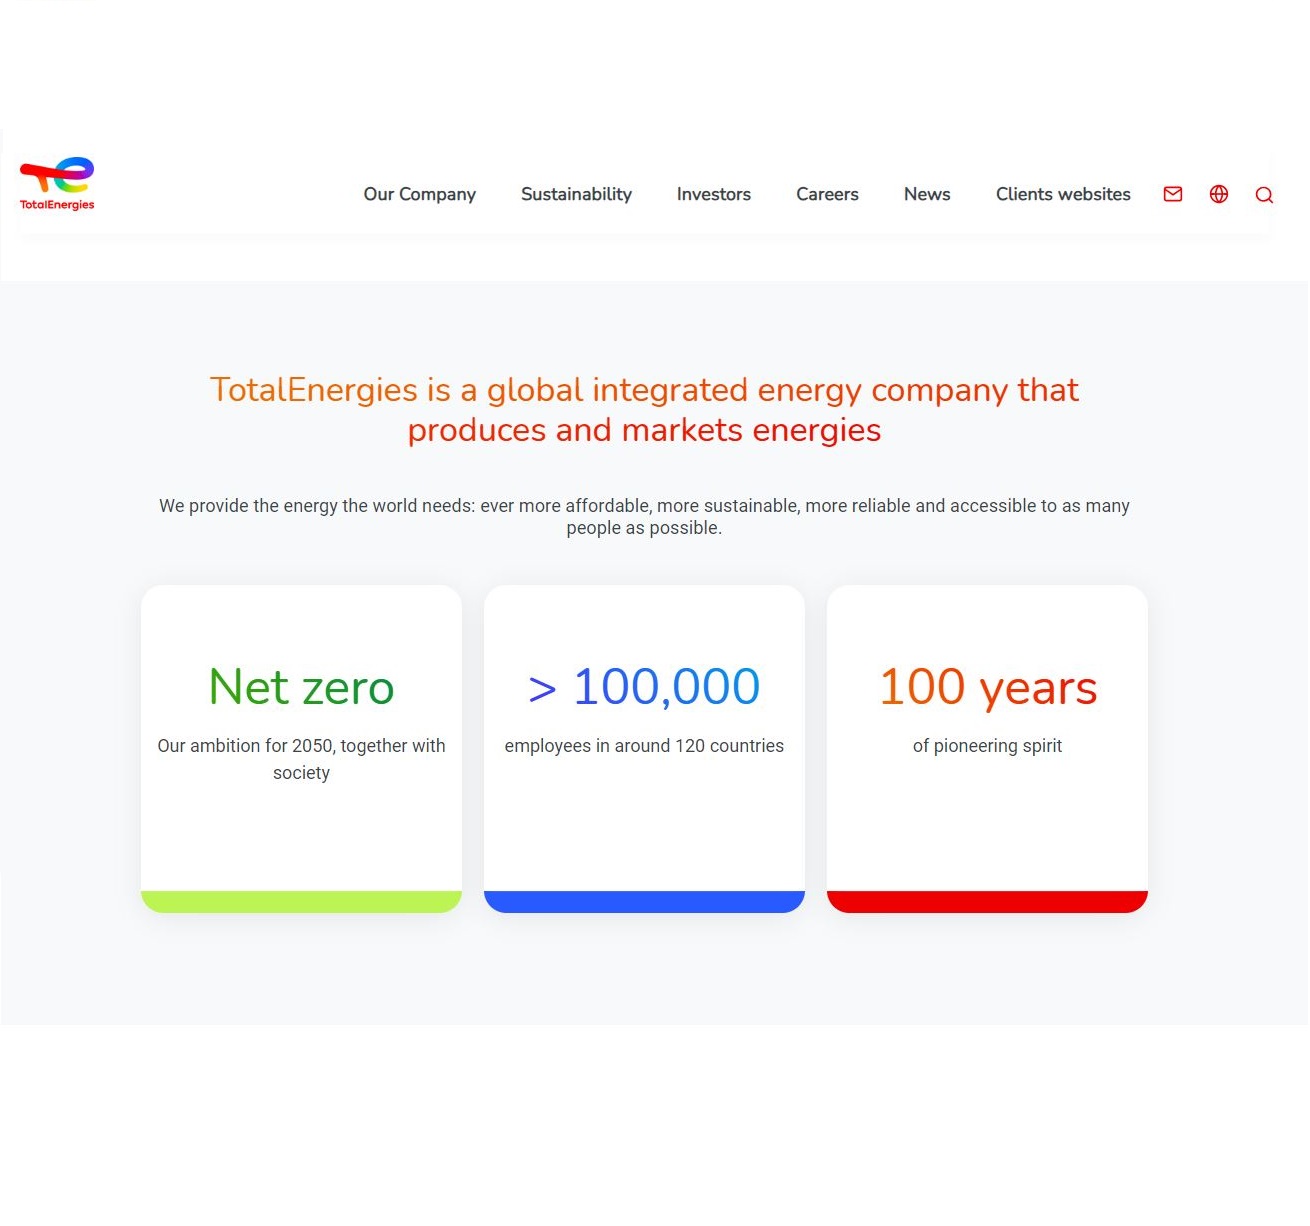 TotalEnergies
Our Company
Sustainability
Investors
Careers
News
Clients websites
TotalEnergies is a global integrated energy company that
produces and markets energies
We provide the energy the world needs: ever more affordable, more sustainable, more reliable and accessible to as many
people as possible.
Net zero
Our ambition for 2050, together with
society
> 100,000
employees in around 120 countries
100 years
of pioneering spirit